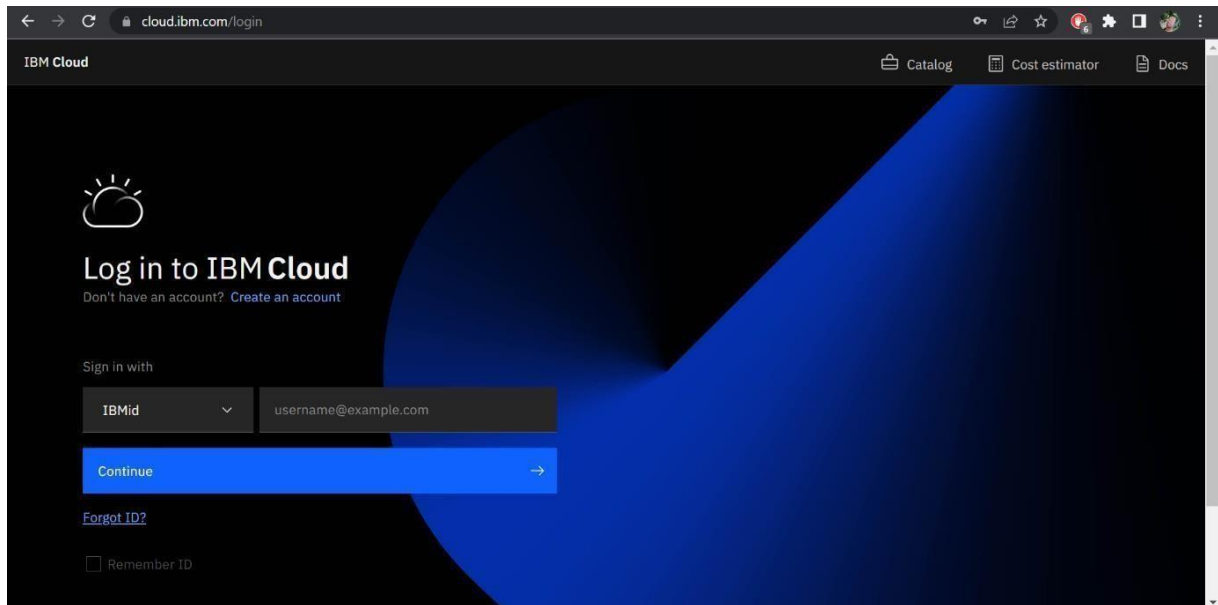 cloud.ibm.com/login
6
IBM Cloud
Catalog
Cost estimator
Docs
Log in to IBM Cloud
Don't have an account? Create an account
Sign in with
IBMid
username@example.com
Continue
Forgot ID?
Remember ID